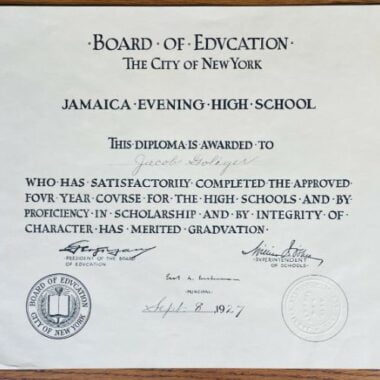 ·BOARD·OF·EDVCATION·
THE CITY OF NEW YORK
JAMAICA·EVENING·HIGH·SCHOOL
THIS DIPLOMA IS AWARDED TO
Jacob
WHO·HAS·SATISFACTORILY·COMPLETED·THE·APPROVED·
FOVR·YEAR·COVRSE·FOR·THE·HIGH·SCHOOLS·AND·BY·
PROFICIENCY·IN·SCHOLARSHIP·AND·BY·INTEGRITY·OF·
CHARACTER·HAS·MERITED·GRADVATION·
PRESIDENT OF THE BOARD
OF EDUCATION
·SUPERINTENDENT
OF SCHOOLS·
PRINCIPAL
Sept. 8, 1927
BOARD OF EDUCATION
CITY OF NEW YORK